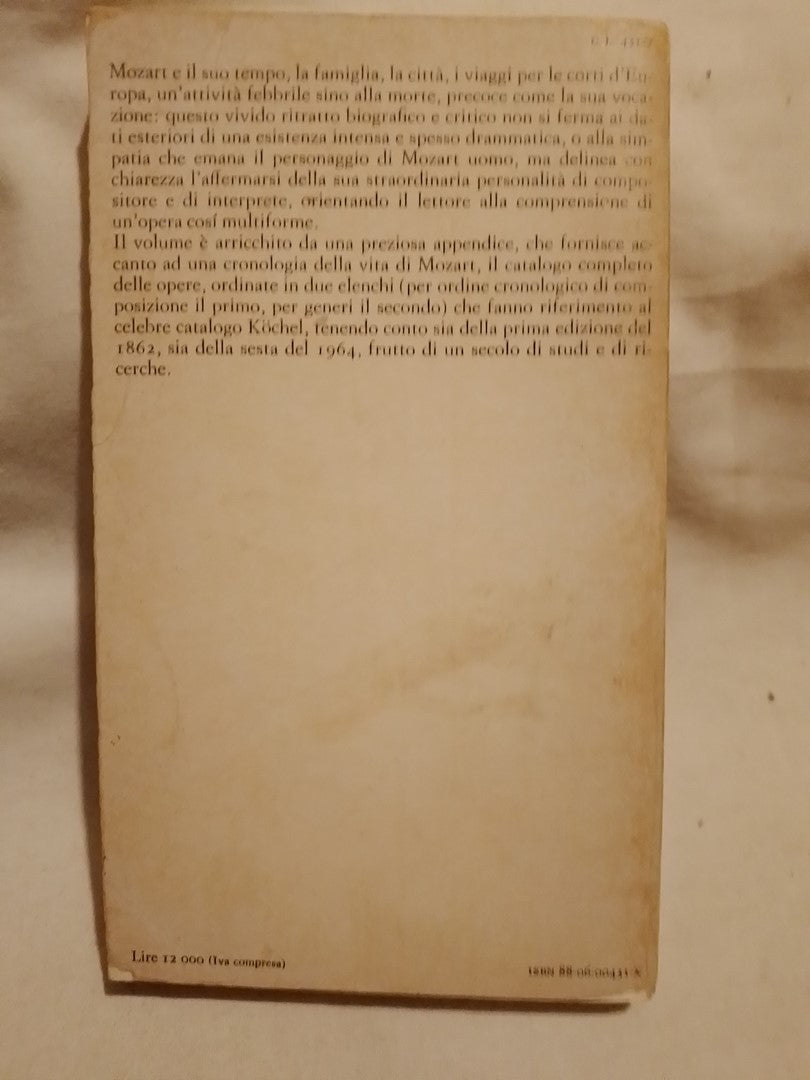 Mozart e il suo tempo, la famiglia, la città, i viaggi per le corti d'Eu-
ropa, un'attività febbrile sino alla morte, precoce come la sua voca-
zione: questo vivido ritratto biografico e critico non si ferma ai da-
ti esteriori di una esistenza intensa e spesso drammatica, o alla sim-
patia che emana il personaggio di Mozart uomo, ma delinea con
chiarezza l'affermarsi della sua straordinaria personalità di compo-
sitore e di interprete, orientando il lettore alla comprensione di
un'opera cosí multiforme.
Il volume è arricchito da una preziosa appendice, che fornisce ac-
canto ad una cronologia della vita di Mozart, il catalogo completo
delle opere, ordinate in due elenchi (per ordine cronologico di com-
posizione il primo, per generi il secondo) che fanno riferimento al
celebre catalogo Köchel, tenendo conto sia della prima edizione del
1862, sia della sesta del 1964, frutto di un secolo di studi e di ri-
cerche.
Lire 12 000 (Iva compresa)
ISBN